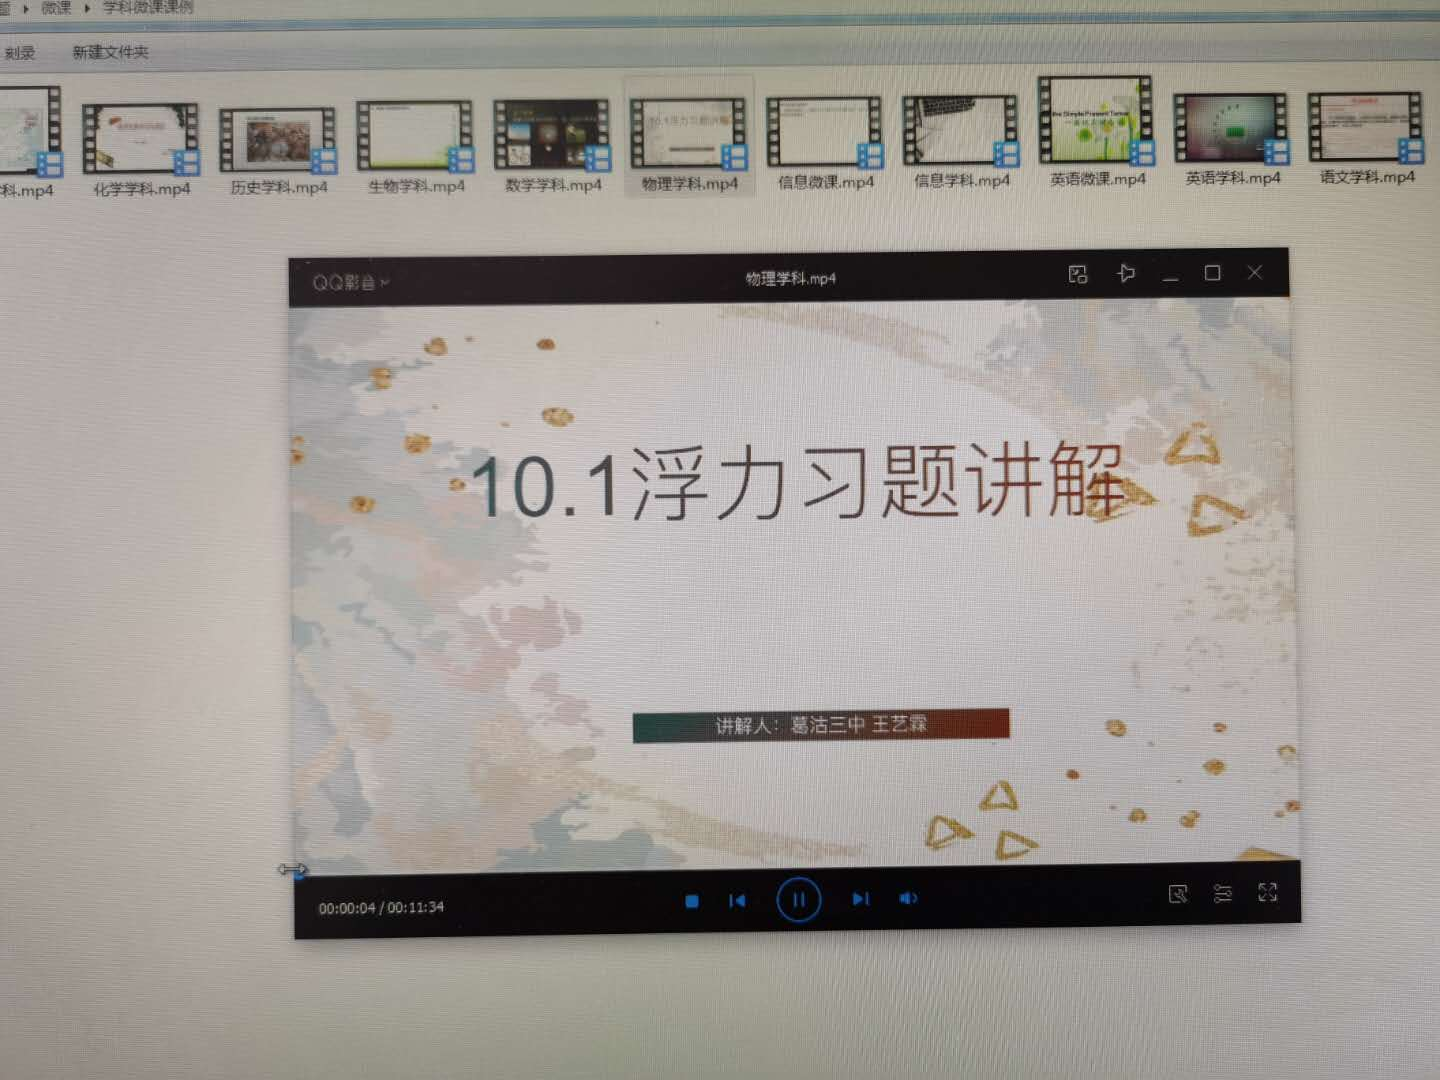 微课 ▸ 学科微课课例
刻录 新建文件夹
科.mp4 化学学科.mp4 历史学科.mp4 生物学科.mp4 数学学科.mp4 物理学科.mp4 信息微课.mp4 信息学科.mp4 英语微课.mp4 英语学科.mp4 语文学科.mp4
QQ影音
物理学科.mp4
10.1浮力习题讲解
讲解人：葛沽三中 王艺霖
00:00:04 / 00:11:34